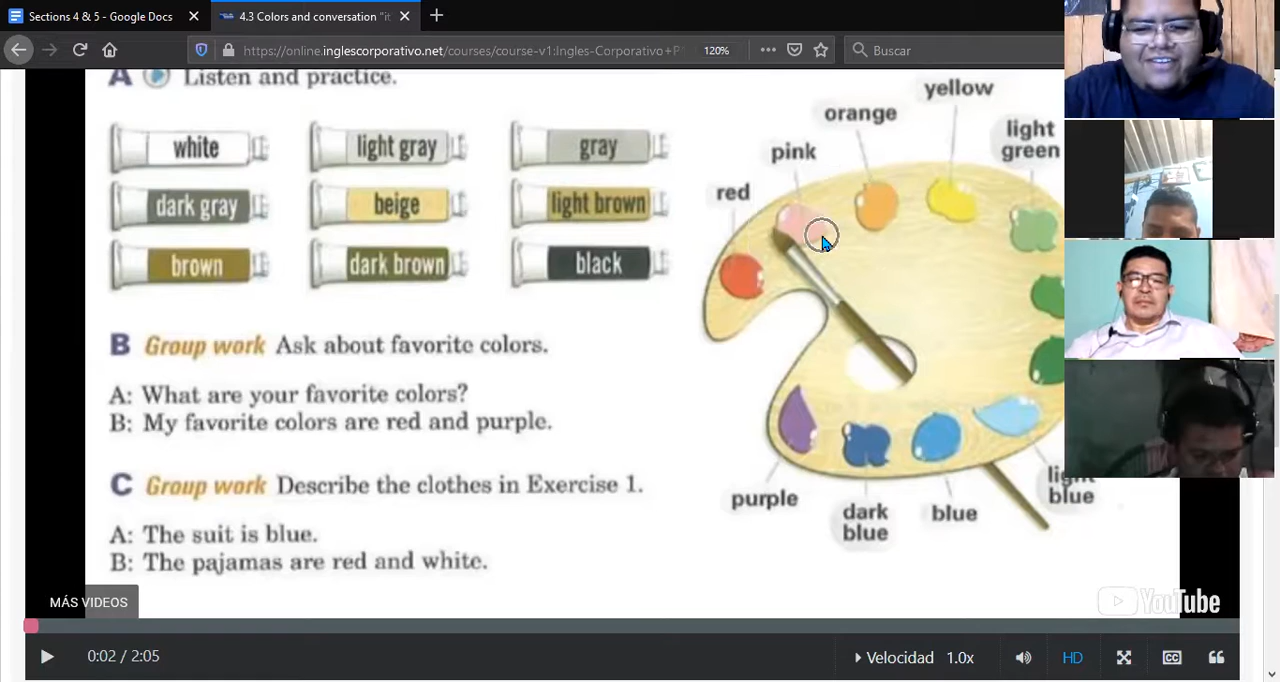 Sections 4 & 5 - Google Docs
4.3 Colors and conversation "it
https://online.inglescorporativo.net/courses/course-v1:Ingles-Corporativo+P
120%
Buscar
A Listen and practice.
white
light gray
gray
dark gray
beige
light brown
brown
dark brown
black
red
pink
orange
yellow
light
green
purple
dark
blue
blue
light
blue
B Group work Ask about favorite colors.
A: What are your favorite colors?
B: My favorite colors are red and purple.
C Group work Describe the clothes in Exercise 1.
A: The suit is blue.
B: The pajamas are red and white.
MÁS VIDEOS
YouTube
0:02 / 2:05
Velocidad 1.0x
HD
CC